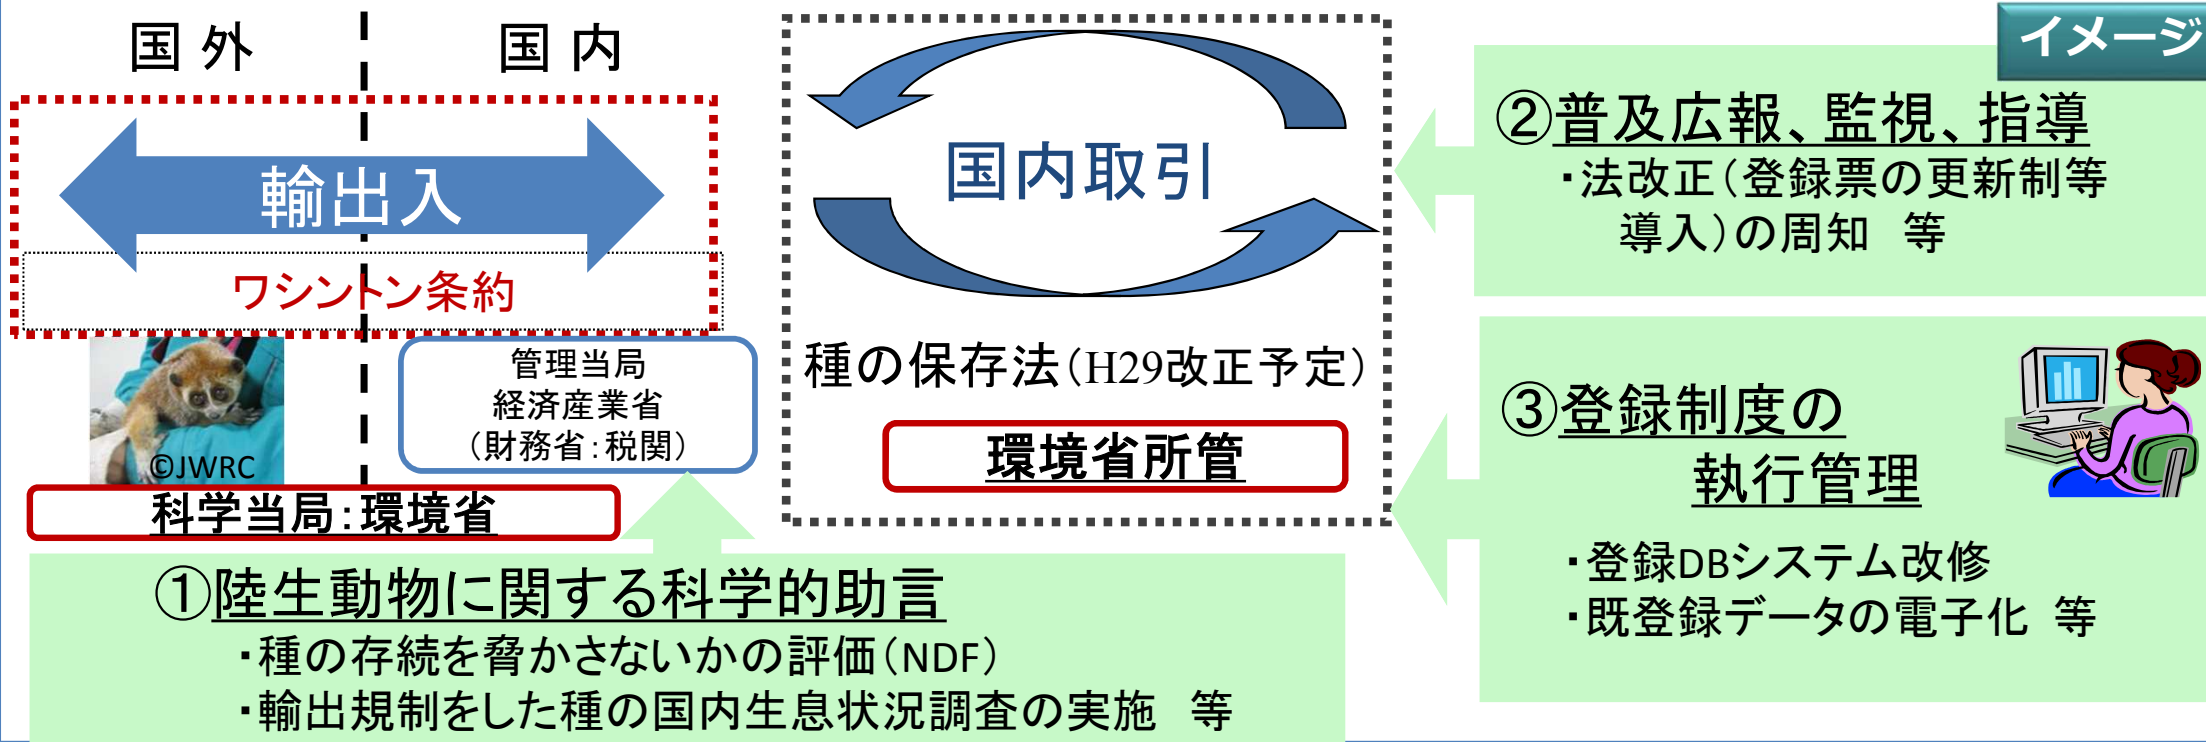 イメージ
国外 国内
輸出入
ワシントン条約
管理当局
経済産業省
(財務省:税関)
©JWRC
科学当局:環境省
国内取引
種の保存法(H29改正予定)
環境省所管
①陸生動物に関する科学的助言
・種の存続を脅かさないかの評価(NDF)
・輸出規制をした種の国内生息状況調査の実施 等
②普及広報、監視、指導
・法改正(登録票の更新制等
導入)の周知 等
③登録制度の
執行管理
・登録DBシステム改修
・既登録データの電子化 等